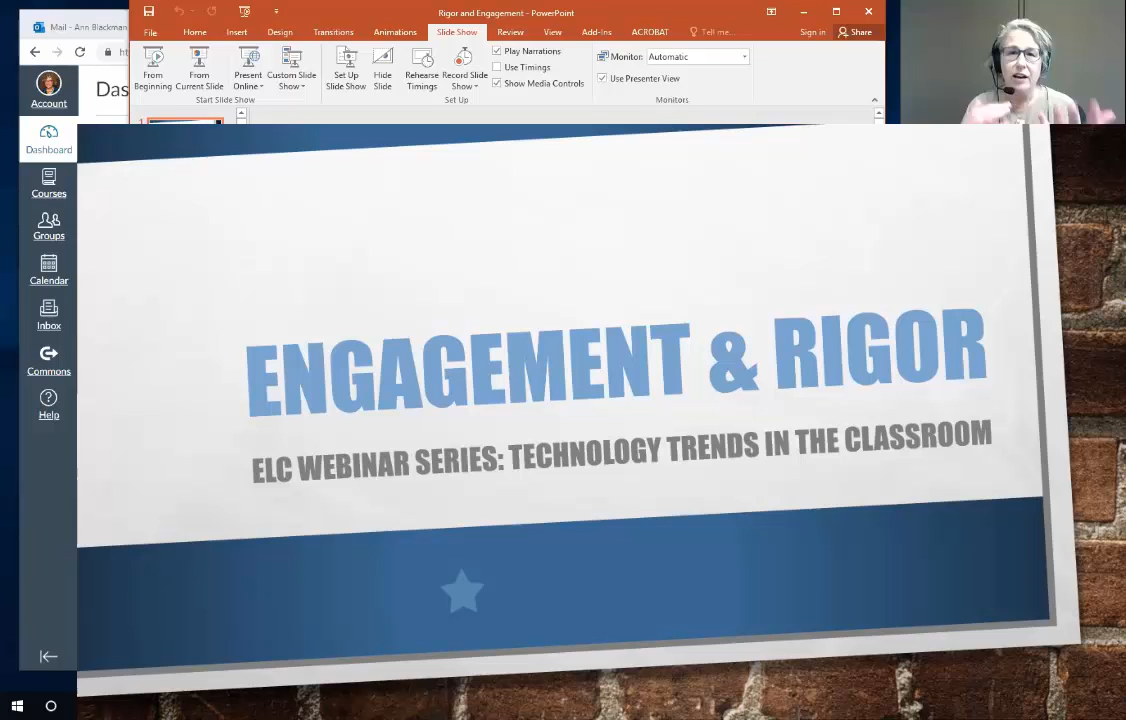 Rigor and Engagement - PowerPoint
Mail - Ann Blackman
File Home Insert Design Transitions Animations Slide Show Review View Add-Ins ACROBAT Tell me... Sign in Share
From Beginning
From Current Slide
Present Online
Custom Slide Show
Set Up Slide Show
Hide Slide
Rehearse Timings
Record Slide Show
Play Narrations
Use Timings
Show Media Controls
Monitor: Automatic
Use Presenter View
Start Slide Show
Set Up
Monitors
1
Account
Das
Dashboard
Courses
Groups
Calendar
Inbox
Commons
Help
ENGAGEMENT & RIGOR
ELC WEBINAR SERIES: TECHNOLOGY TRENDS IN THE CLASSROOM